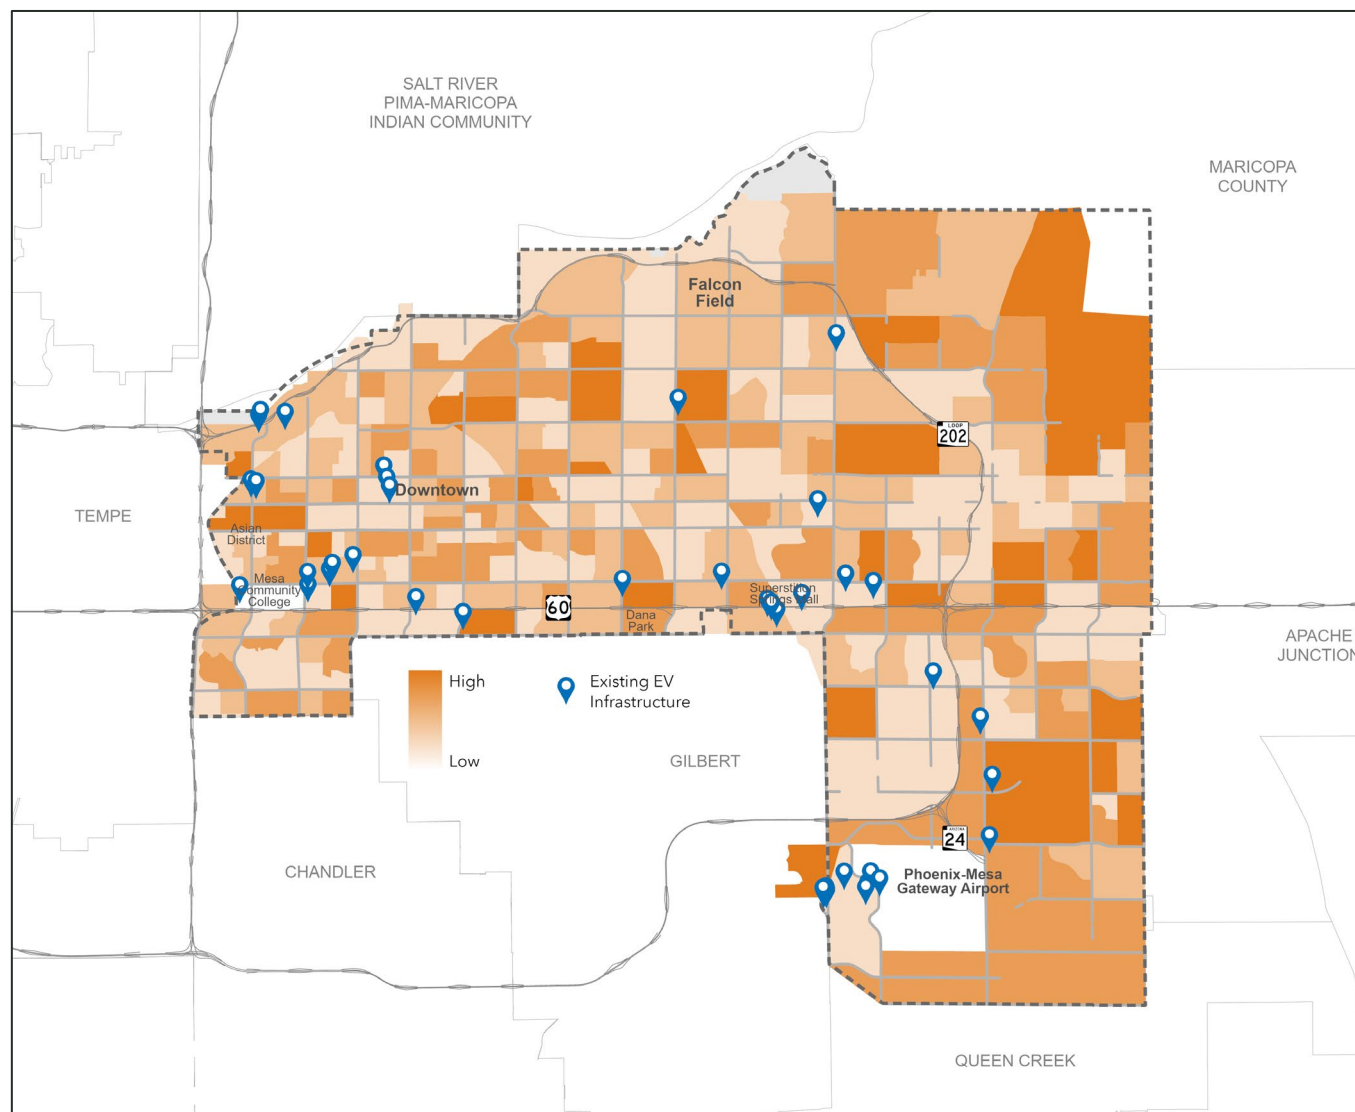 SALT RIVER
PIMA-MARICOPA
INDIAN COMMUNITY
MARICOPA
COUNTY
Falcon
Field
LOOP
202
Downtown
TEMPE
Asian
District
Mesa
Community
College
Superstition
Springs Mall
60
Dana
Park
APACHE
JUNCTION
High
Low
Existing EV
Infrastructure
GILBERT
ARIZONA
24
CHANDLER
Phoenix-Mesa
Gateway Airport
QUEEN CREEK